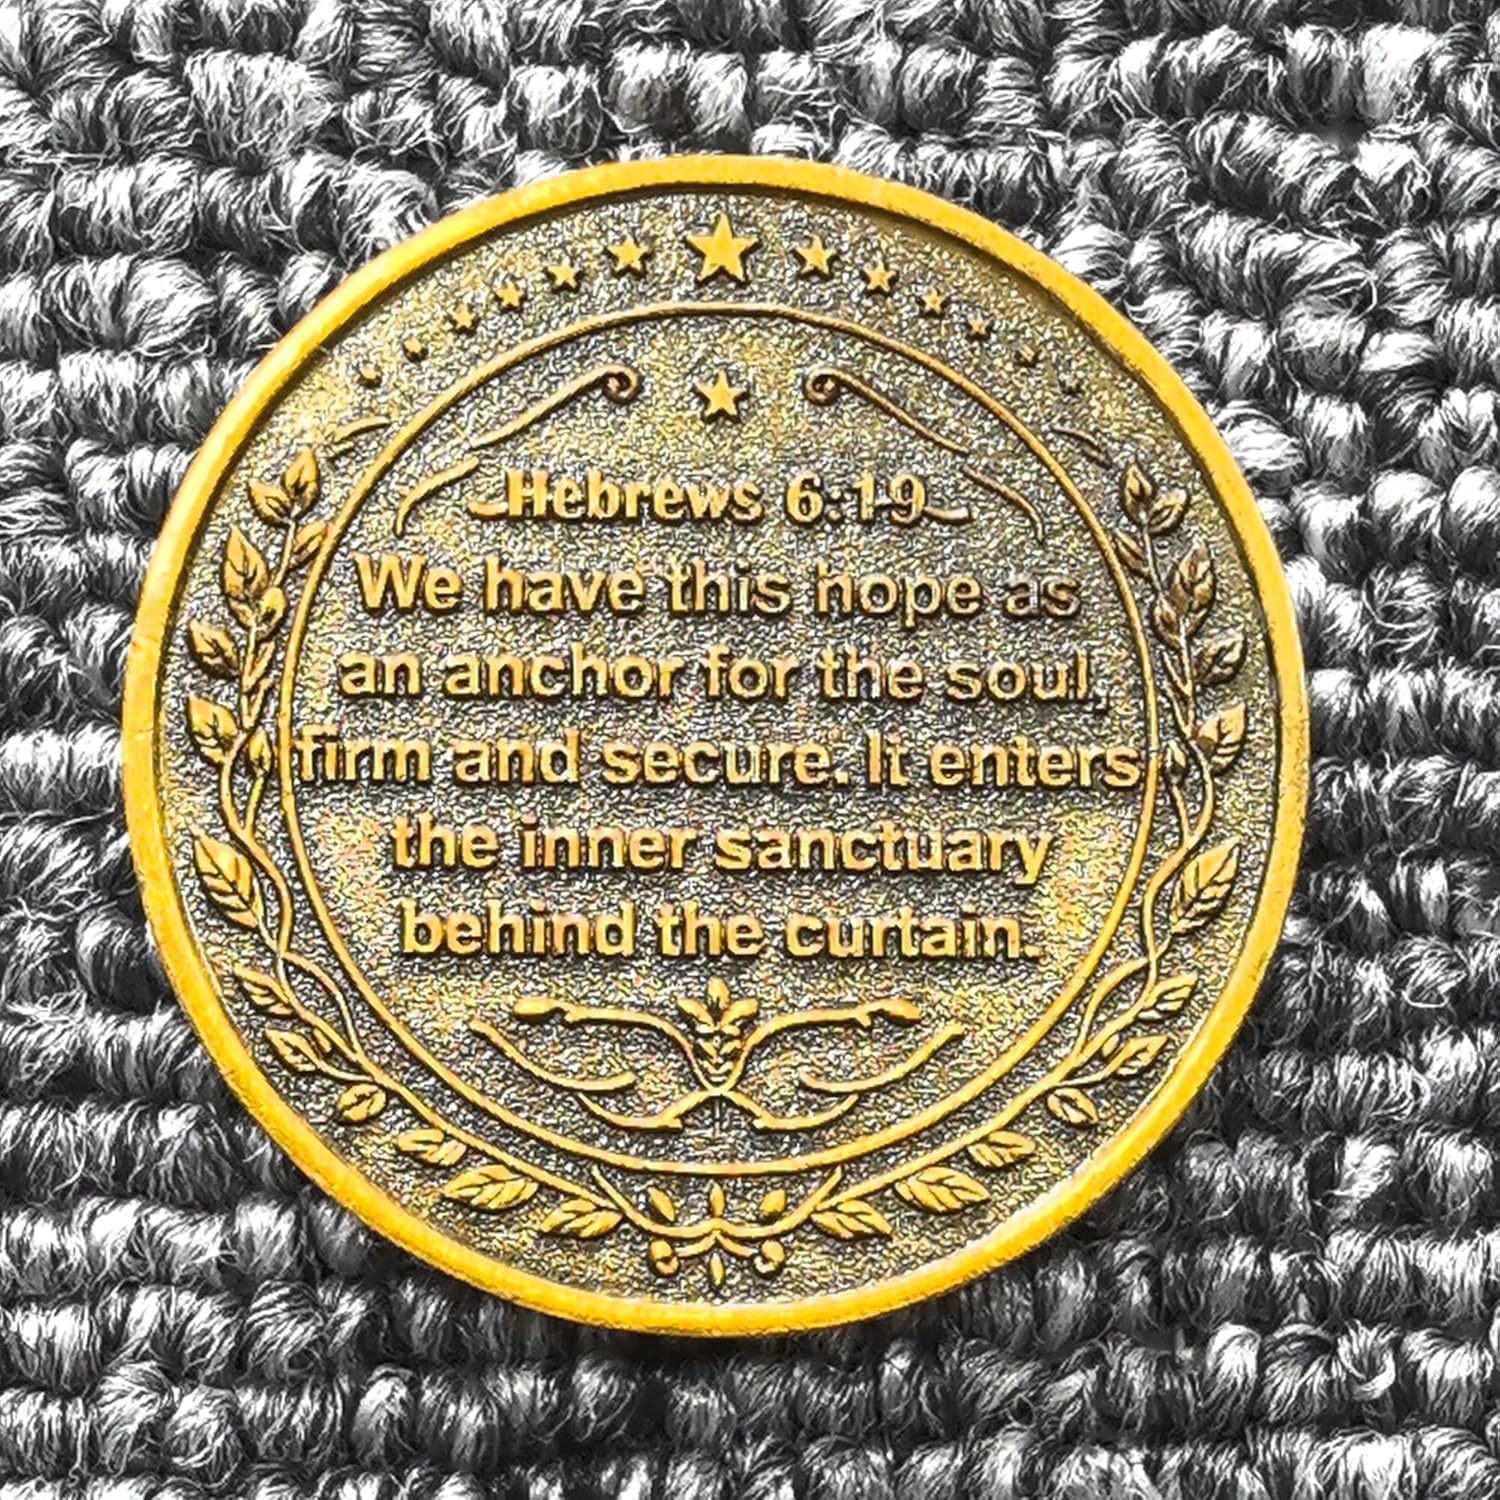 Hebrews 6:19
We have this hope as
an anchor for the soul,
firm and secure. It enters
the inner sanctuary
behind the curtain.